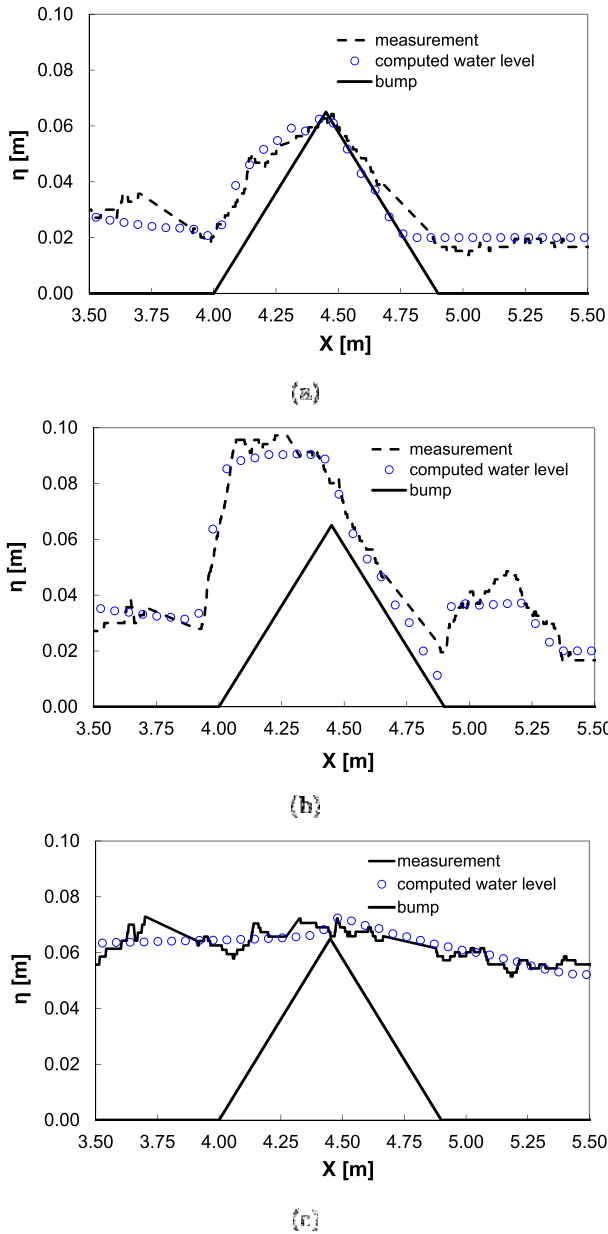 measurement
computed water level
bump
0.10
0.08
0.06
0.04
0.02
0.00
η [m]
3.50 3.75 4.00 4.25 4.50 4.75 5.00 5.25 5.50
X [m]
(a)
measurement
computed water level
bump
0.10
0.08
0.06
0.04
0.02
0.00
η [m]
3.50 3.75 4.00 4.25 4.50 4.75 5.00 5.25 5.50
X [m]
(b)
measurement
computed water level
bump
0.10
0.08
0.06
0.04
0.02
0.00
η [m]
3.50 3.75 4.00 4.25 4.50 4.75 5.00 5.25 5.50
X [m]
(c)